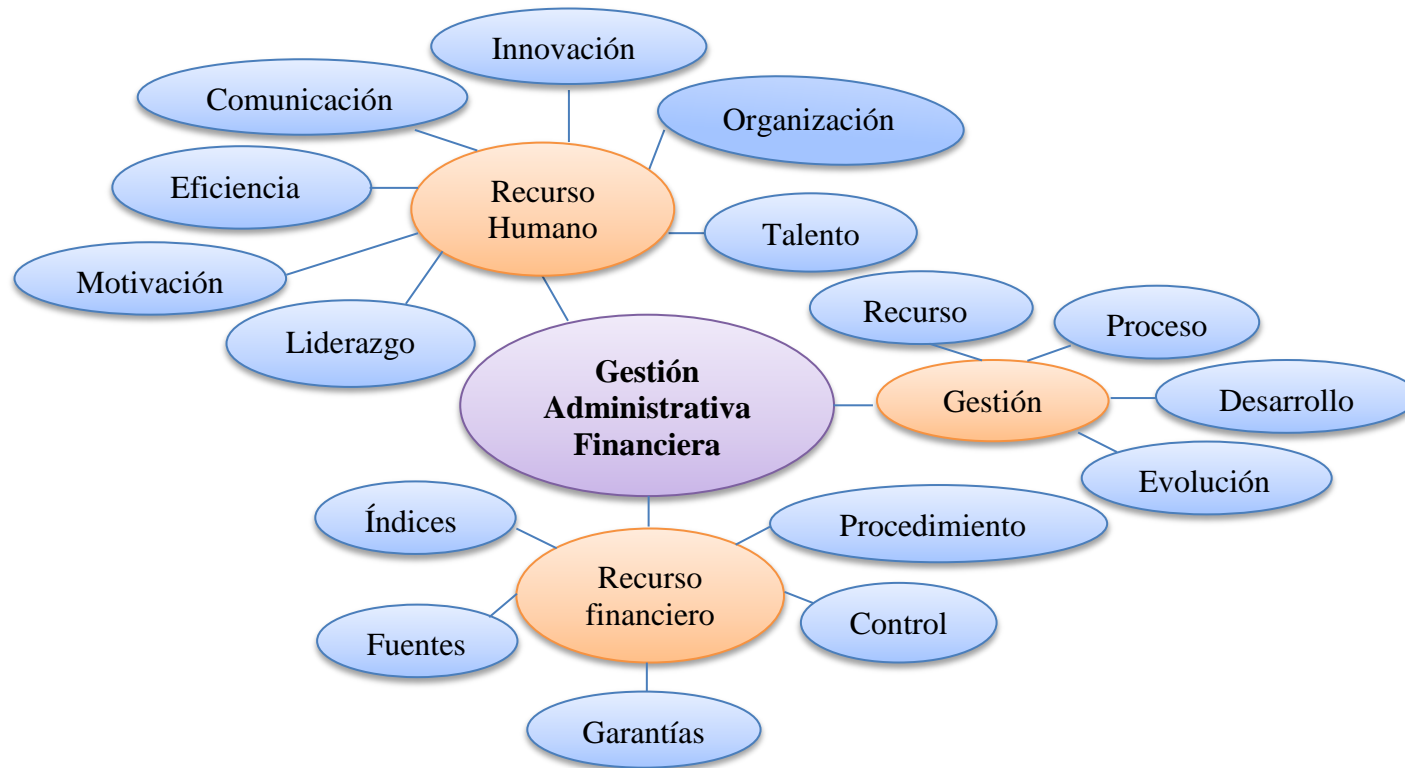 Innovación
Comunicación
Organización
Eficiencia
Recurso
Humano
Talento
Motivación
Liderazgo
Recurso
Proceso
Gestión
Administrativa
Financiera
Gestión
Desarrollo
Evolución
Índices
Procedimiento
Recurso
financiero
Fuentes
Control
Garantías